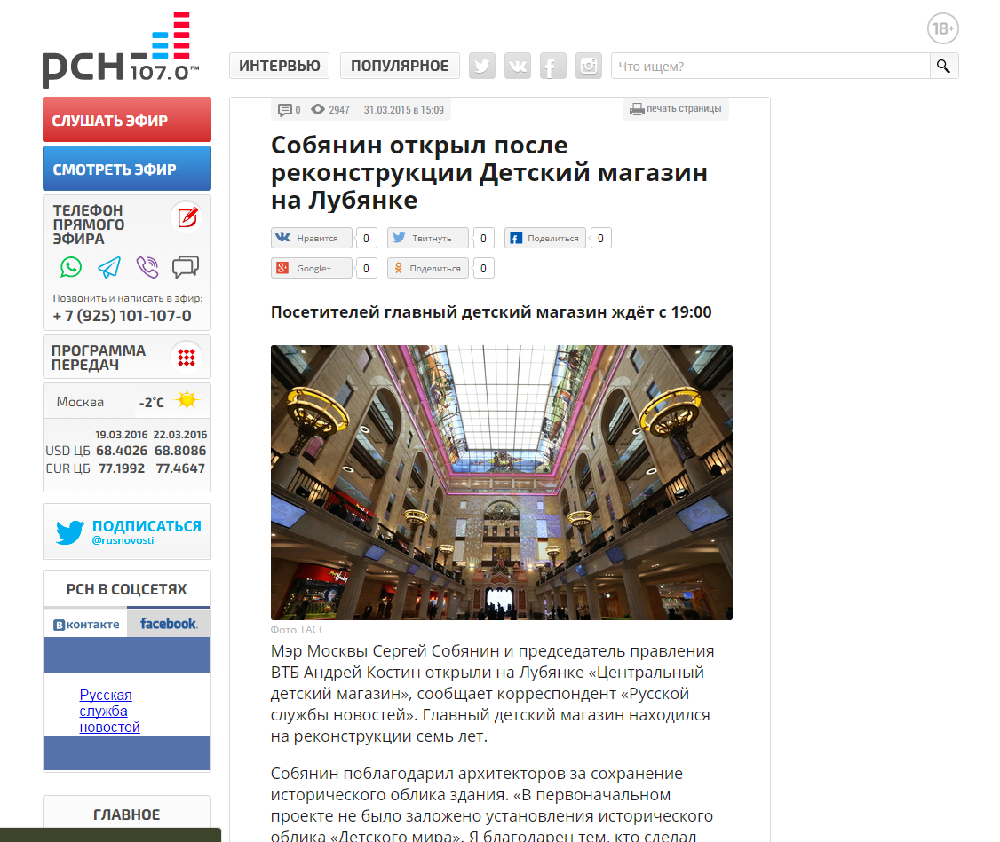 18+
РСН 107.0 FM
ИНТЕРВЬЮ
ПОПУЛЯРНОЕ
Что ищем?
СЛУШАТЬ ЭФИР
СМОТРЕТЬ ЭФИР
ТЕЛЕФОН
ПРЯМОГО
ЭФИРА
Позвонить и написать в эфир:
+ 7 (925) 101-107-0
ПРОГРАММА
ПЕРЕДАЧ
Москва -2°C
19.03.2016 22.03.2016
USD ЦБ 68.4026 68.8086
EUR ЦБ 77.1992 77.4647
ПОДПИСАТЬСЯ
@rusnovosti
РСН В СОЦСЕТЯХ
Вконтакте facebook.
Русская
служба
новостей
ГЛАВНОЕ
0 2947 31.03.2015 в 15:09
печать страницы
Собянин открыл после
реконструкции Детский магазин
на Лубянке
Нравится 0 Твитнуть 0 Поделиться 0
Google+ 0 Поделиться 0
Посетителей главный детский магазин ждёт с 19:00
Фото ТАСС
Мэр Москвы Сергей Собянин и председатель правления
ВТБ Андрей Костин открыли на Лубянке «Центральный
детский магазин», сообщает корреспондент «Русской
службы новостей». Главный детский магазин находился
на реконструкции семь лет.
Собянин поблагодарил архитекторов за сохранение
исторического облика здания. «В первоначальном
проекте не было заложено установления исторического
облика «Детского мира». Я благодарен тем, кто сделал